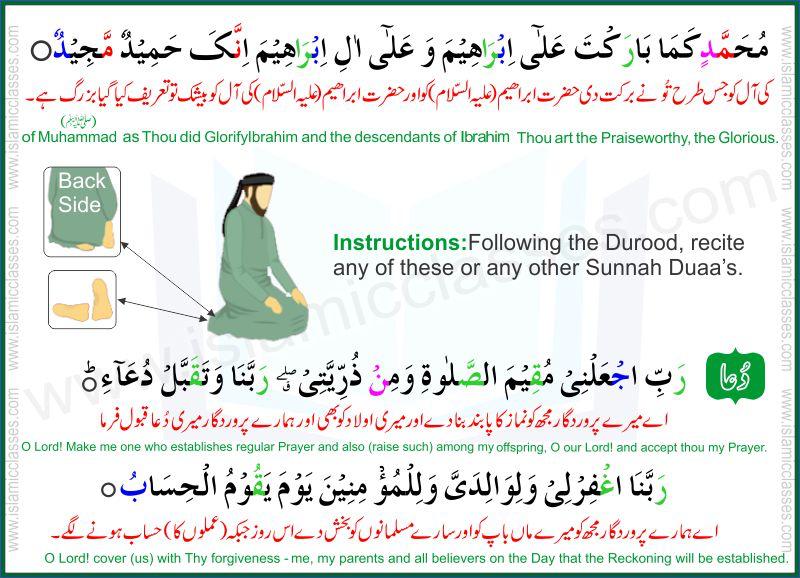 مُحَمَّدٍ كَمَا بَارَكْتَ عَلٰٓى اِبْرَاهِيْمَ وَ عَلٰٓى اٰلِ اِبْرَاهِيْمَ اِنَّكَ حَمِيْدٌ مَّجِيْدٌ ○
کی آل کو جس طرح تُو نے برکت دی حضرت ابراھیم (علیہ السّلام) کو اور حضرت ابراھیم (علیہ السّلام) کی آل کو بیشک تو تعریف کیا گیا بزرگ ہے۔
(ﷺ)
of Muhammad as Thou did GlorifyIbrahim and the descendants of Ibrahim Thou art the Praiseworthy, the Glorious.
Back
Side
Instructions:Following the Durood, recite
any of these or any other Sunnah Duaa's.
دُعا
رَبِّ اجْعَلْنِیْ مُقِیْمَ الصَّلٰوةِ وَمِنْ ذُرِّیَّتِیْ ۖ رَبَّنَا وَتَقَبَّلْ دُعَآءِ ○ؕ
اے میرے پروردگار مجھ کو نماز کا پابند بنا دے اور میری اولاد کو بھی اور ہمارے پروردگار میری دُعا قبول فرما
O Lord! Make me one who establishes regular Prayer and also (raise such) among my offspring, O our Lord! and accept thou my Prayer.
رَبَّنَا اغْفِرْلِیْ وَلِوَالِدَیَّ وَلِلْمُؤْمِنِیْنَ یَوْمَ یَقُوْمُ الْحِسَابُ ○
اے ہمارے پروردگار مجھ کو میرے ماں باپ کو اور سارے مسلمانوں کو بخش دے اس روز جبکہ (عملوں کا) حساب ہونے لگے۔
O Lord! cover (us) with Thy forgiveness - me, my parents and all believers on the Day that the Reckoning will be established.
www.islamicclasses.com